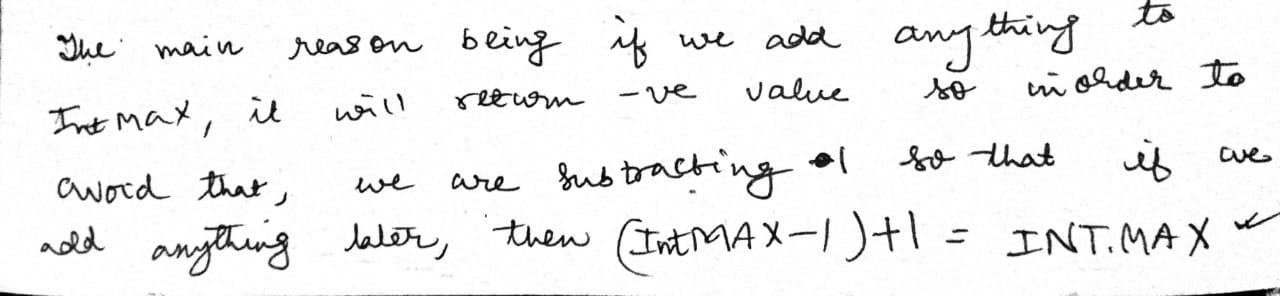 The main reason being if we add anything to
Int MAX, it will return -ve value so in order to
avoid that, we are subtracting 1 so that if we
add anything later, then (IntMAX-1)+1 = INT.MAX ✓